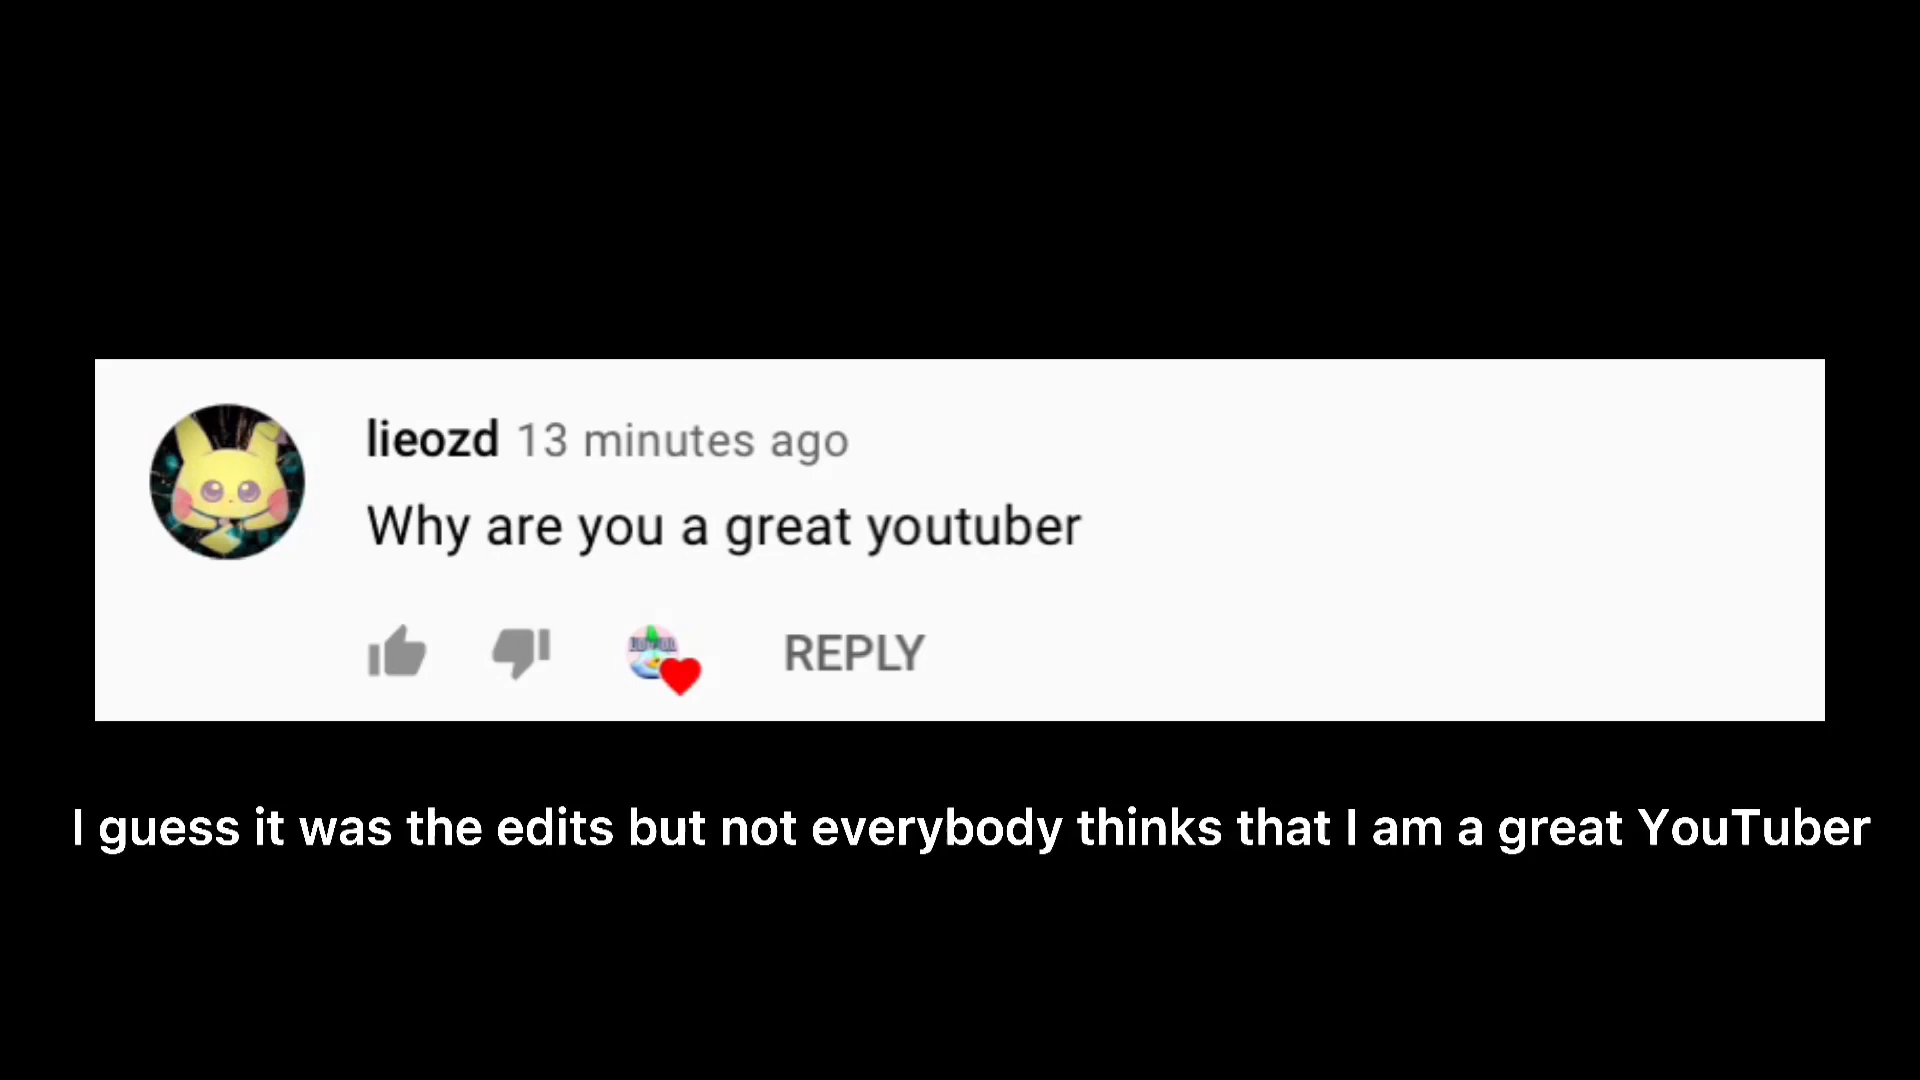 lieozd 13 minutes ago
Why are you a great youtuber
REPLY
I guess it was the edits but not everybody thinks that I am a great YouTuber